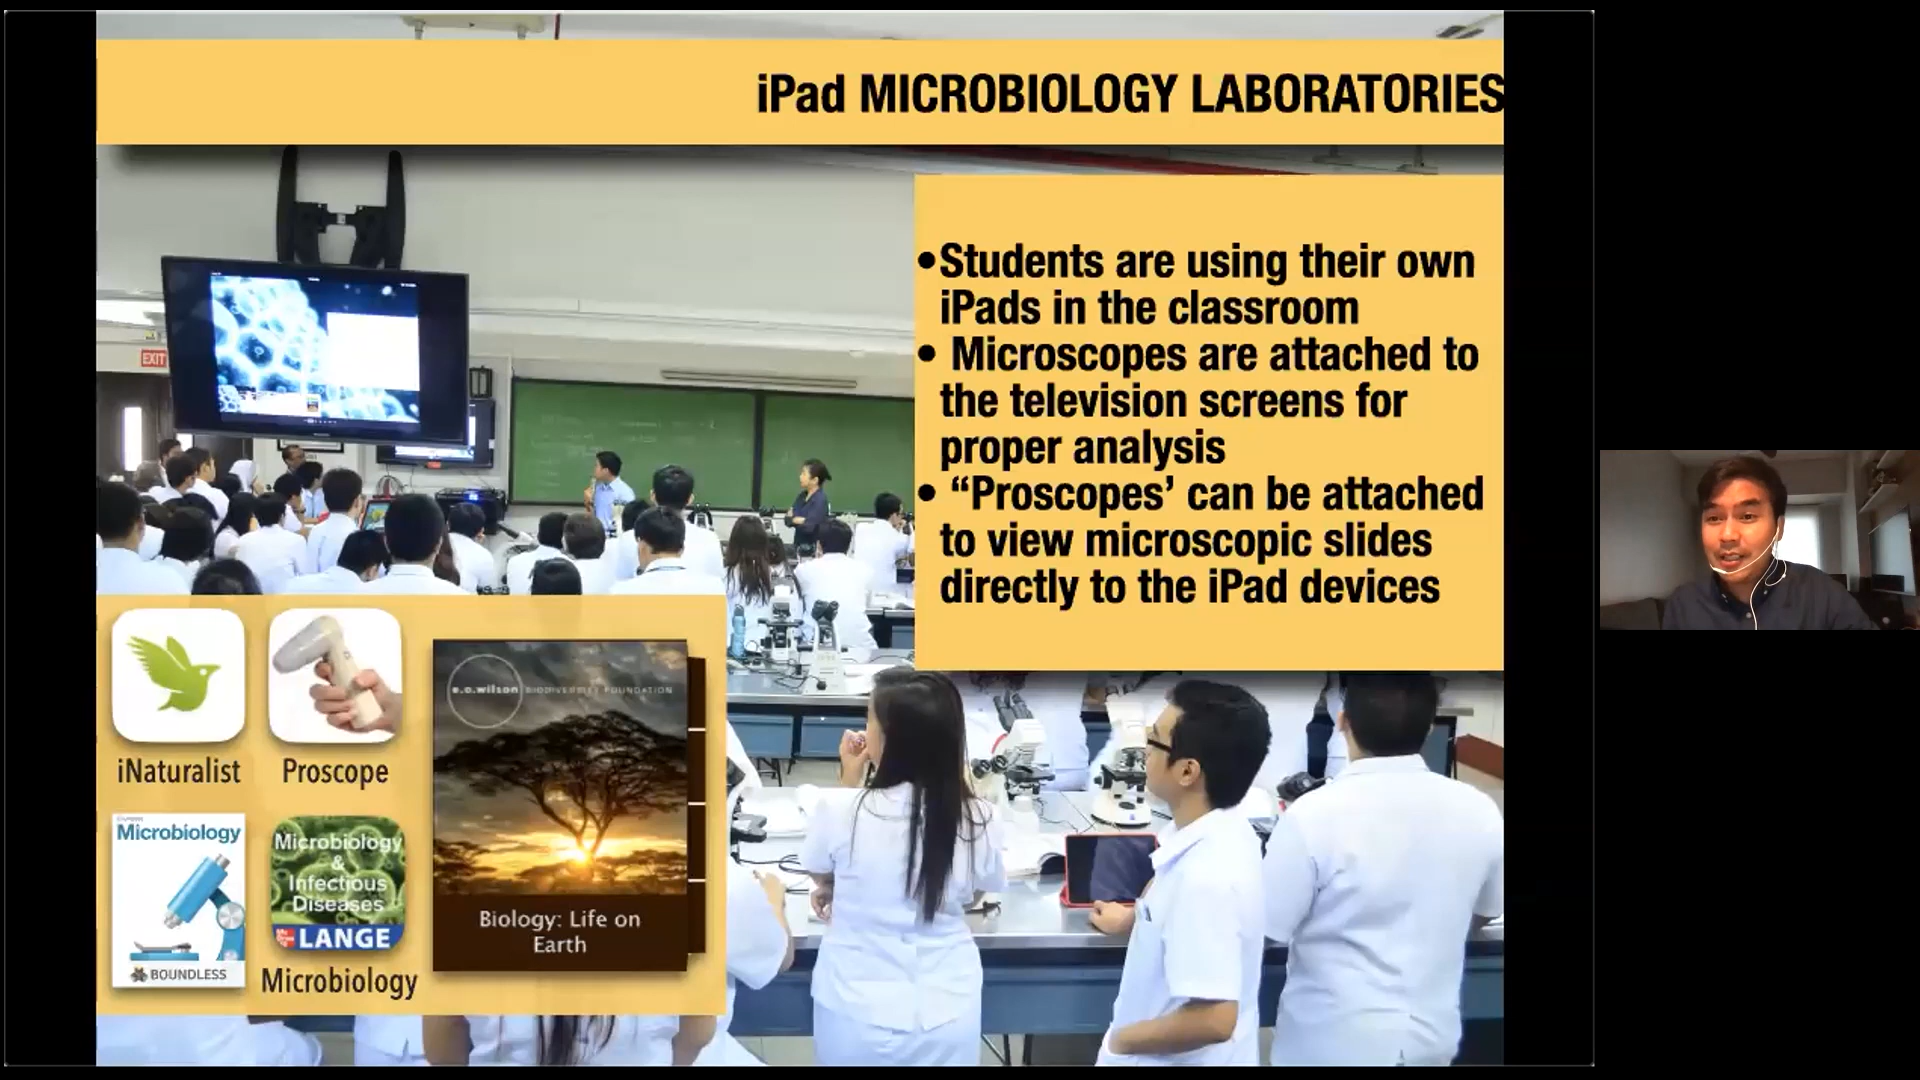 iPad MICROBIOLOGY LABORATORIES
•Students are using their own
iPads in the classroom
• Microscopes are attached to
the television screens for
proper analysis
• “Proscopes’ can be attached
to view microscopic slides
directly to the iPad devices
EXIT
iNaturalist
Proscope
Microbiology
BOUNDLESS
Microbiology
&
Infectious
Diseases
LANGE
Microbiology
e.o.wilson BIODIVERSITY FOUNDATION
Biology: Life on
Earth